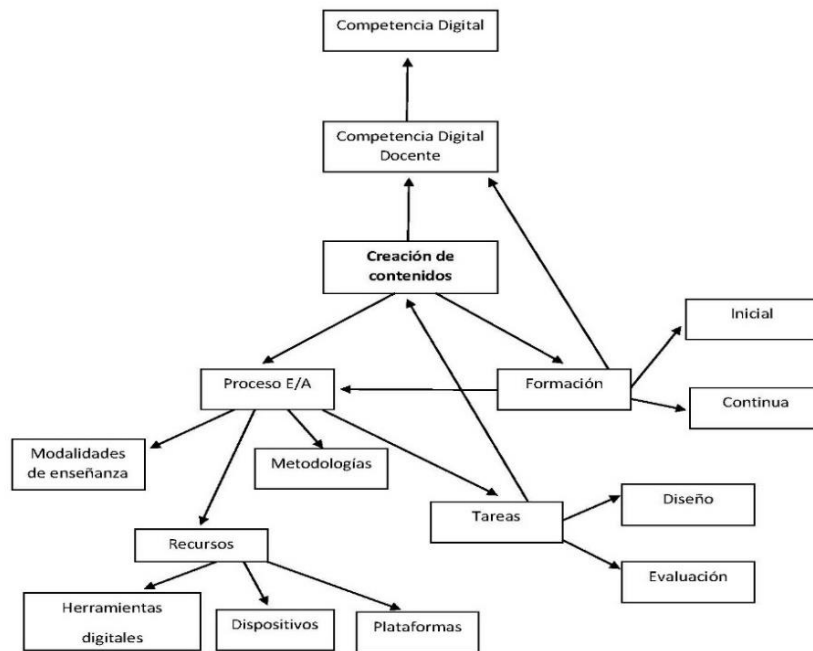 Competencia Digital
Competencia Digital
Docente
Creación de
contenidos
Inicial
Proceso E/A
Formación
Continua
Modalidades
de enseñanza
Metodologías
Diseño
Tareas
Recursos
Evaluación
Herramientas
digitales
Dispositivos
Plataformas